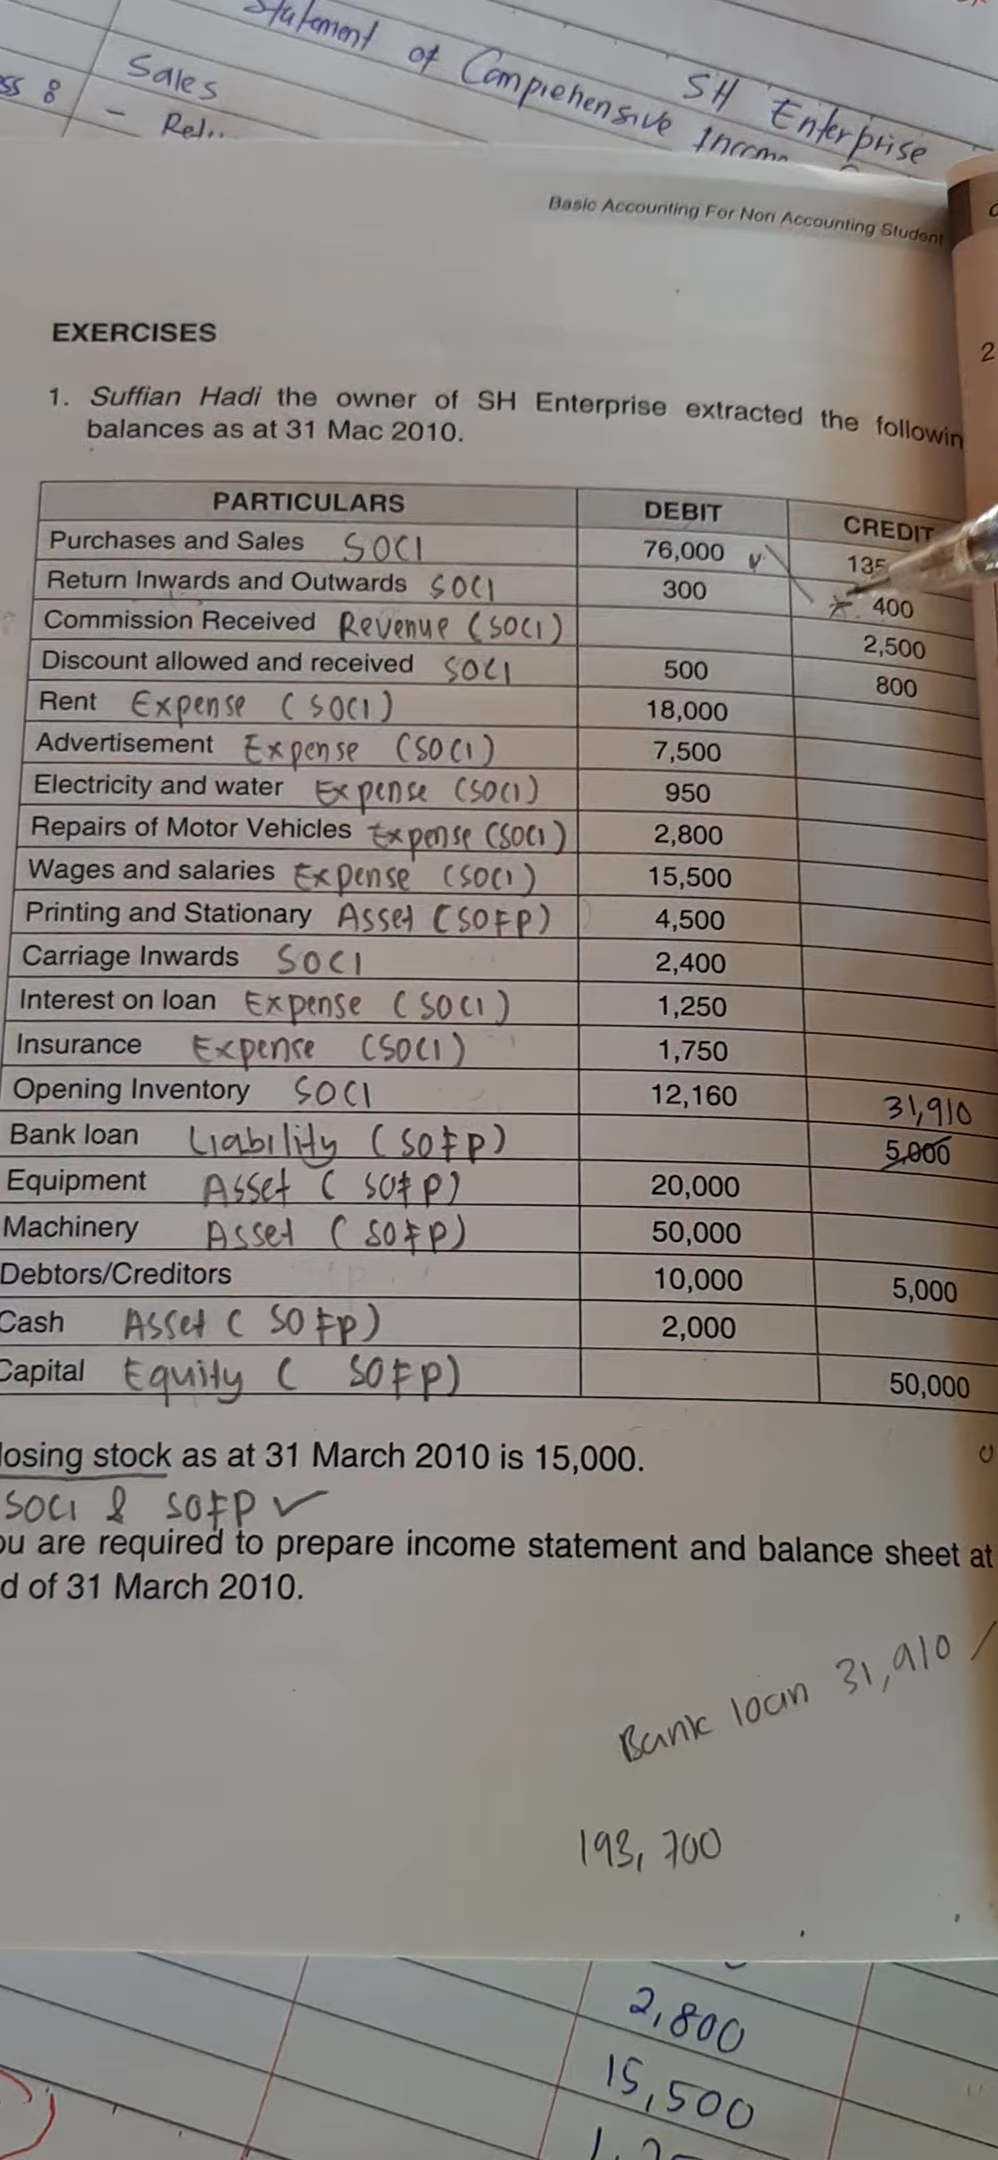 Statement of Comprehensive Income
SH Enterprise
Sales
Basic Accounting For Non Accounting Student
EXERCISES
2
1. Suffian Hadi the owner of SH Enterprise extracted the followin
balances as at 31 Mac 2010.
PARTICULARS DEBIT CREDIT
Purchases and Sales SOCI 76,000 135
Return Inwards and Outwards SOCI 300 400
Commission Received Revenue (SOCI) 2,500
Discount allowed and received SOCI 500 800
Rent Expense (SOCI) 18,000
Advertisement Expense (SOCI) 7,500
Electricity and water Expense (SOCI) 950
Repairs of Motor Vehicles Expense (SOCI) 2,800
Wages and salaries Expense (SOCI) 15,500
Printing and Stationary Asset (SOFP) 4,500
Carriage Inwards SOCI 2,400
Interest on loan Expense (SOCI) 1,250
Insurance Expense (SOCI) 1,750
Opening Inventory SOCI 12,160
Bank loan Liability (SOFP) 31,910 5,000
Equipment Asset (SOFP) 20,000
Machinery Asset (SOFP) 50,000
Debtors/Creditors 10,000 5,000
Cash Asset (SOFP) 2,000
Capital Equity (SOFP) 50,000
losing stock as at 31 March 2010 is 15,000.
SOCI & SOFP ✓
ou are required to prepare income statement and balance sheet at
d of 31 March 2010.
Bank loan 31,910 /
193,700
2,800
15,500